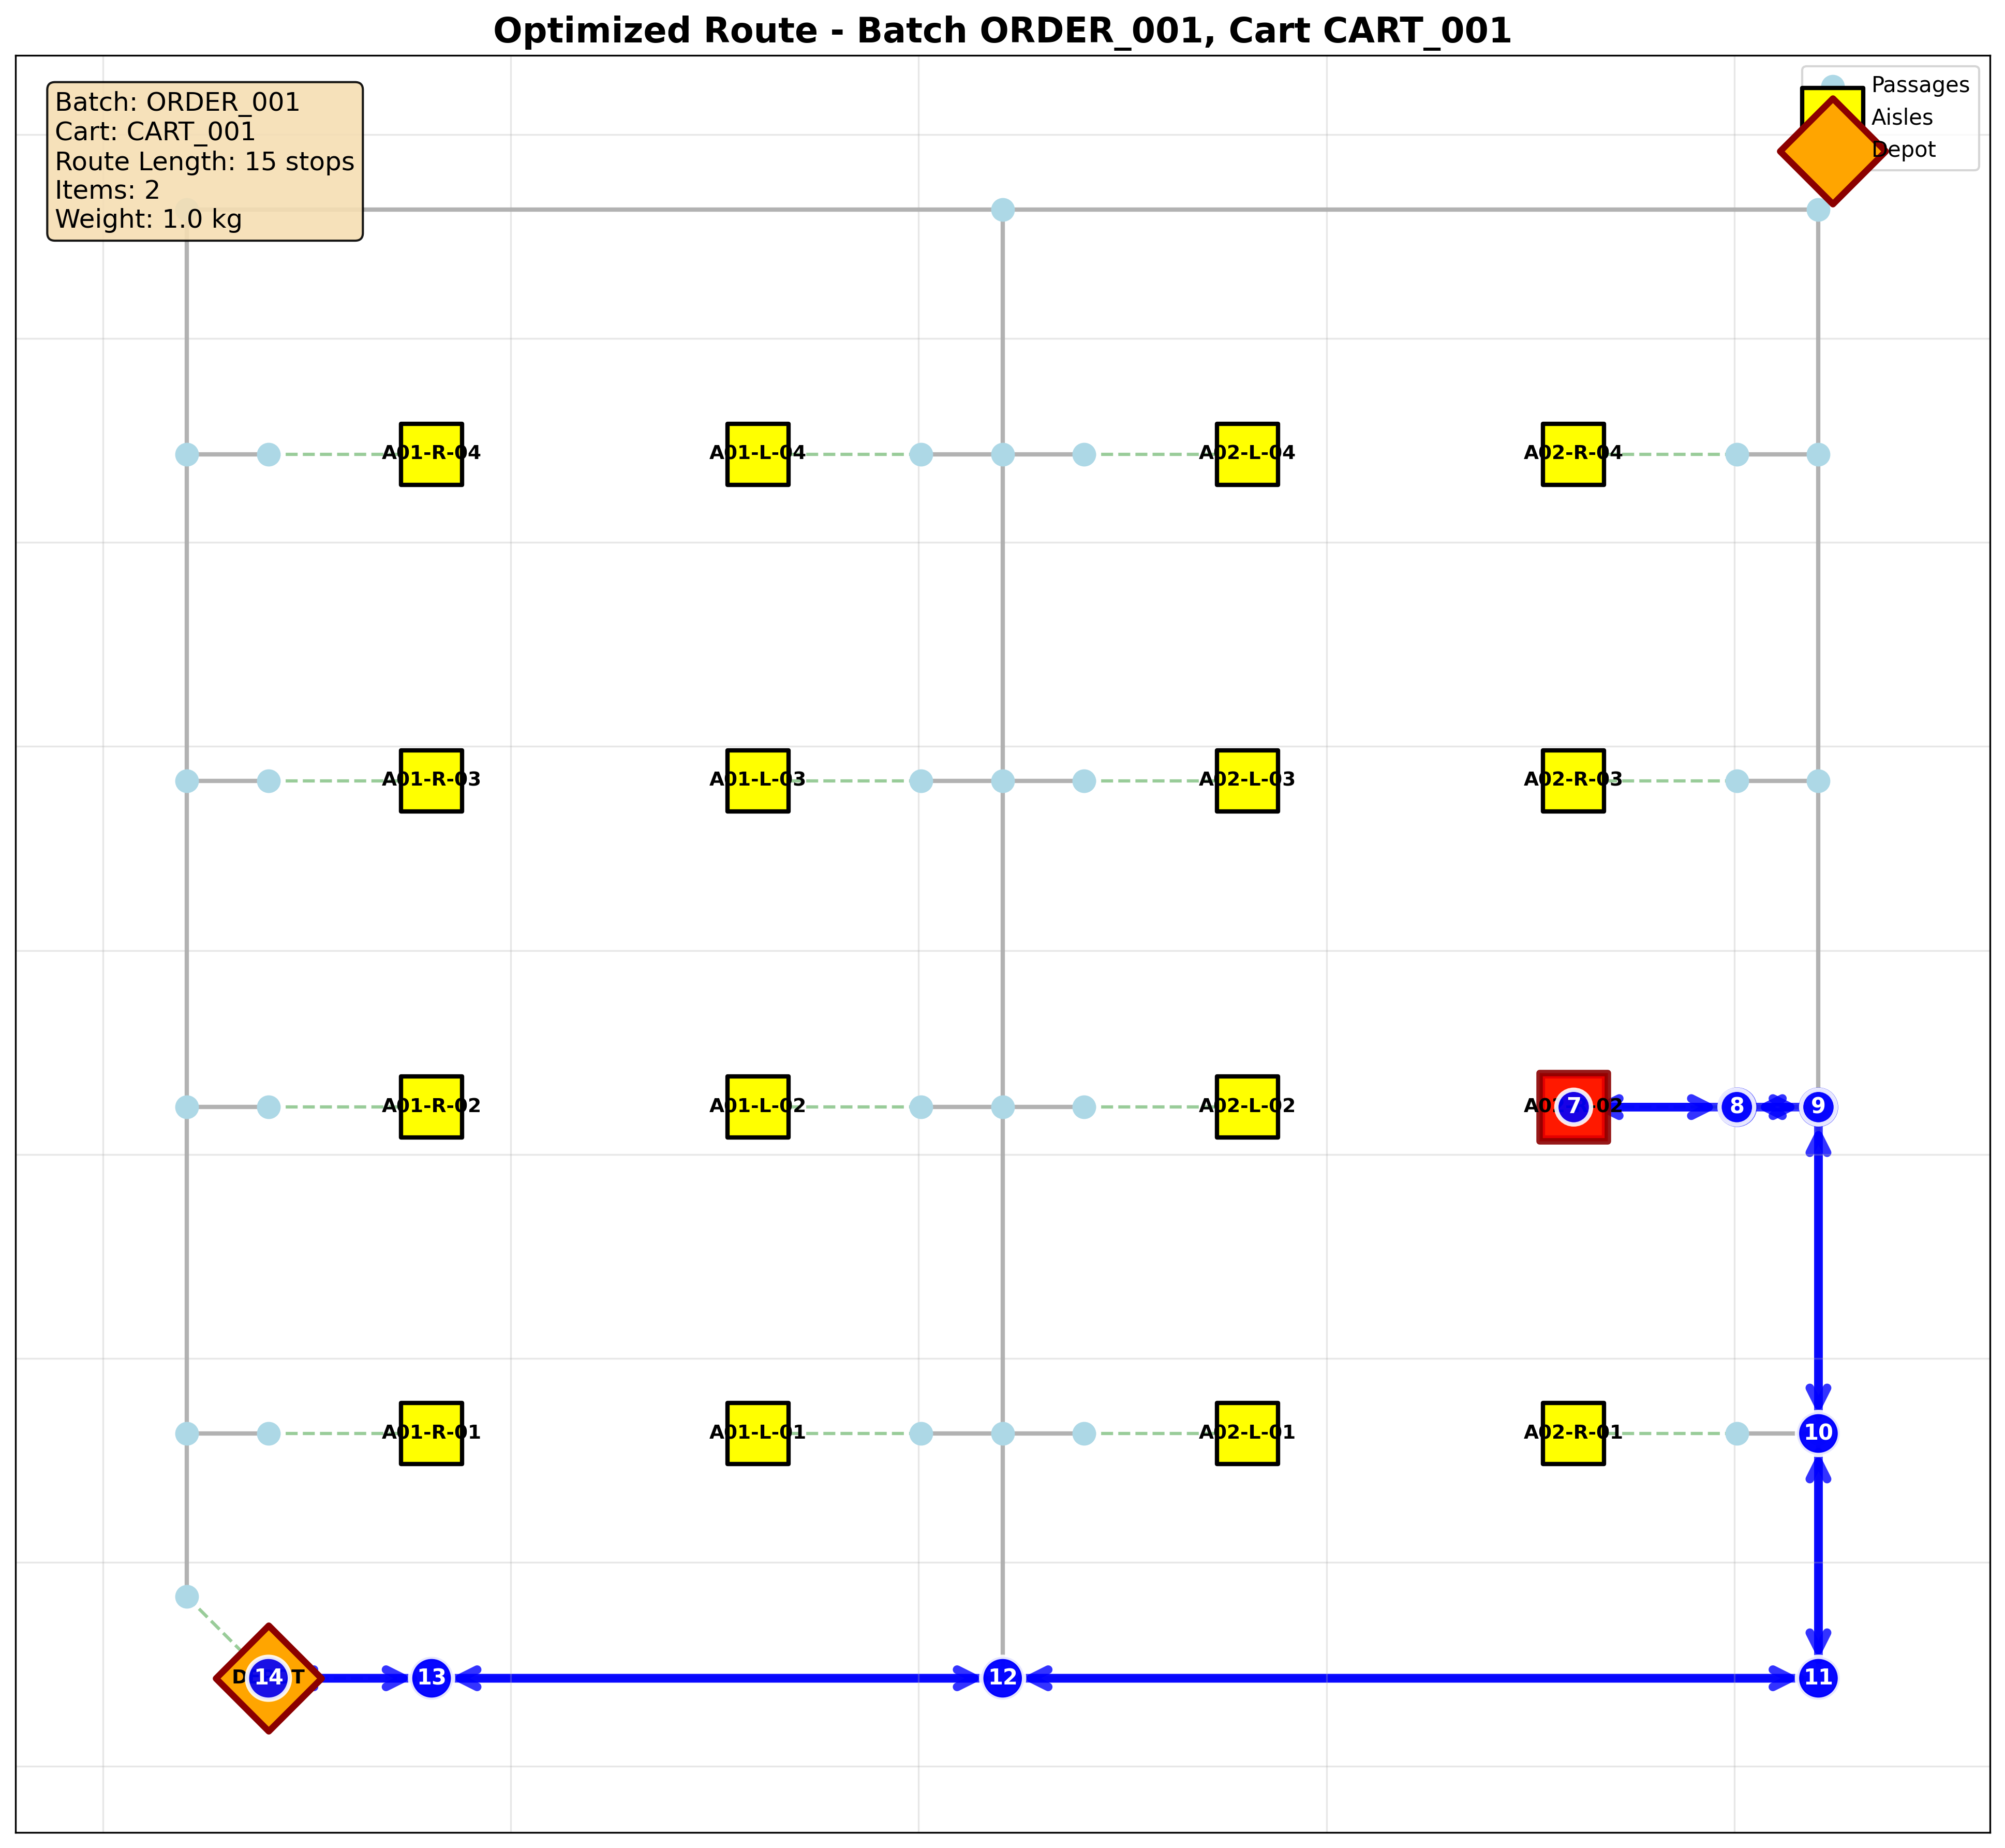 Optimized Route - Batch ORDER_001, Cart CART_001
Batch: ORDER_001
Cart: CART_001
Route Length: 15 stops
Items: 2
Weight: 1.0 kg
Passages
Aisles
Depot
A01-R-04 A01-L-04 A02-L-04 A02-R-04
A01-R-03 A01-L-03 A02-L-03 A02-R-03
A01-R-02 A01-L-02 A02-L-02 7 8 9
10
A01-R-01 A01-L-01 A02-L-01 A02-R-01
14 13 12 11